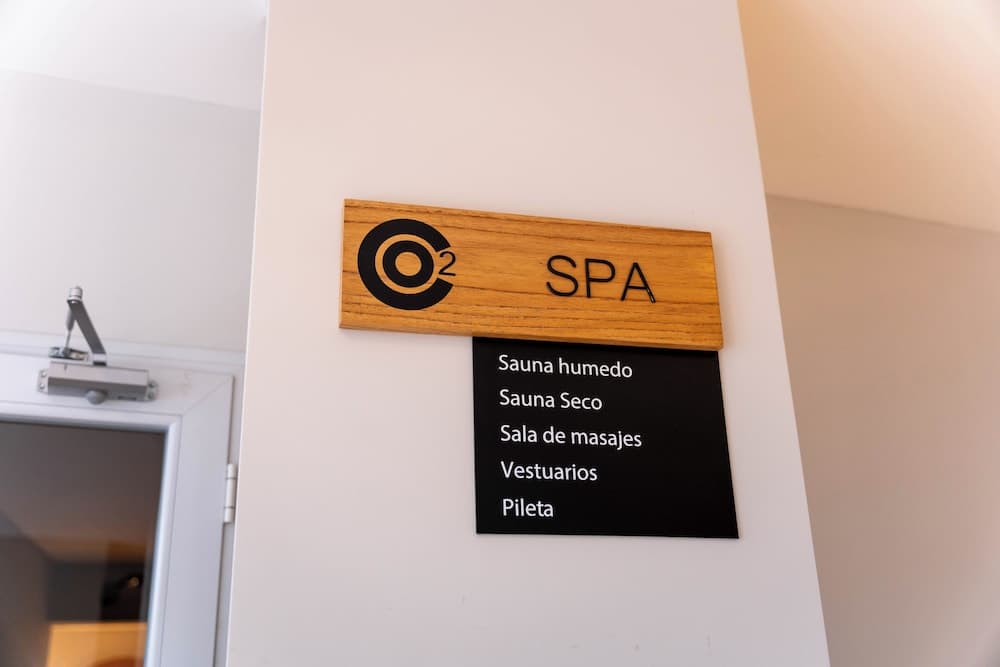 CO2 SPA
Sauna humedo
Sauna Seco
Sala de masajes
Vestuarios
Pileta